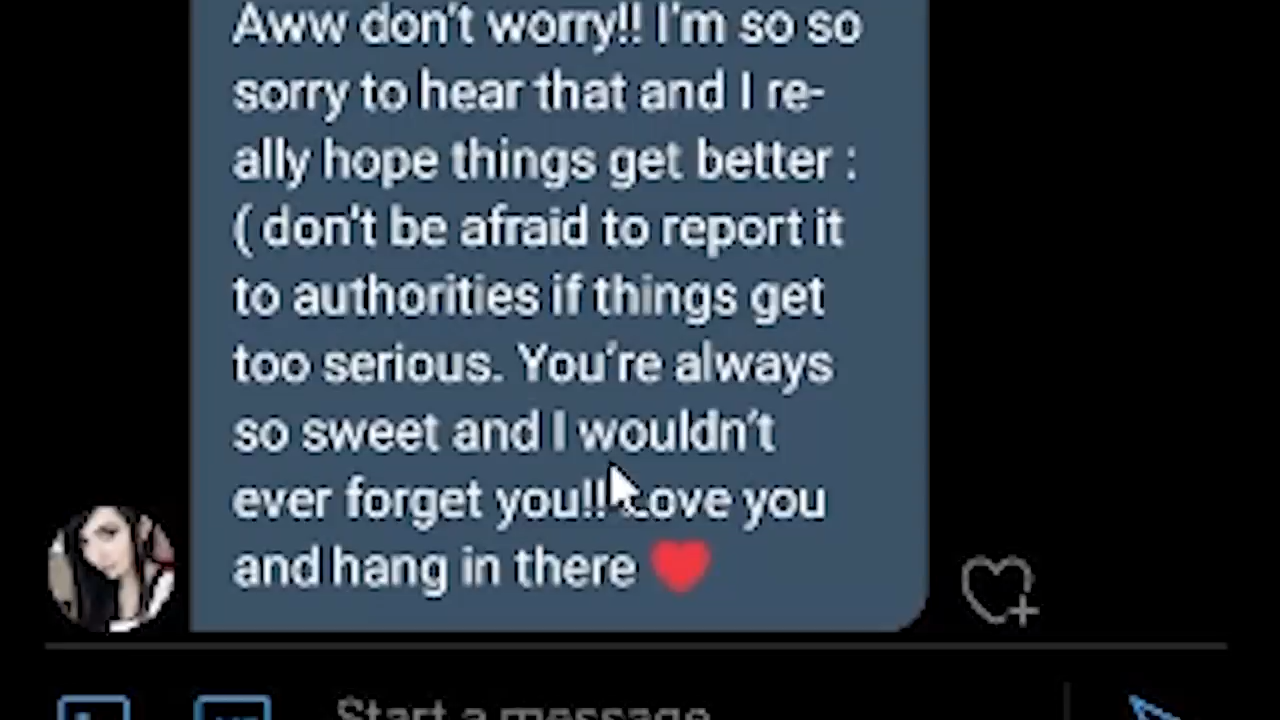 Aww don't worry!! I'm so so
sorry to hear that and I re-
ally hope things get better :
( don't be afraid to report it
to authorities if things get
too serious. You're always
so sweet and I wouldn't
ever forget you!! Love you
and hang in there ❤️
Start a message